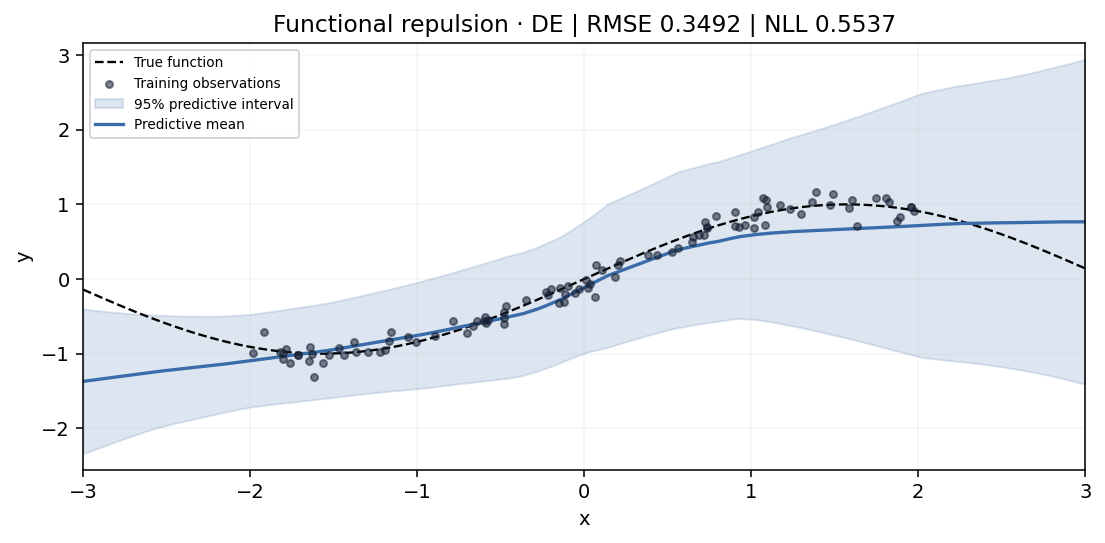 Functional repulsion · DE | RMSE 0.3492 | NLL 0.5537
True function
Training observations
95% predictive interval
Predictive mean
3
2
1
0
−1
−2
y
−3
−2
−1
0
1
2
3
x